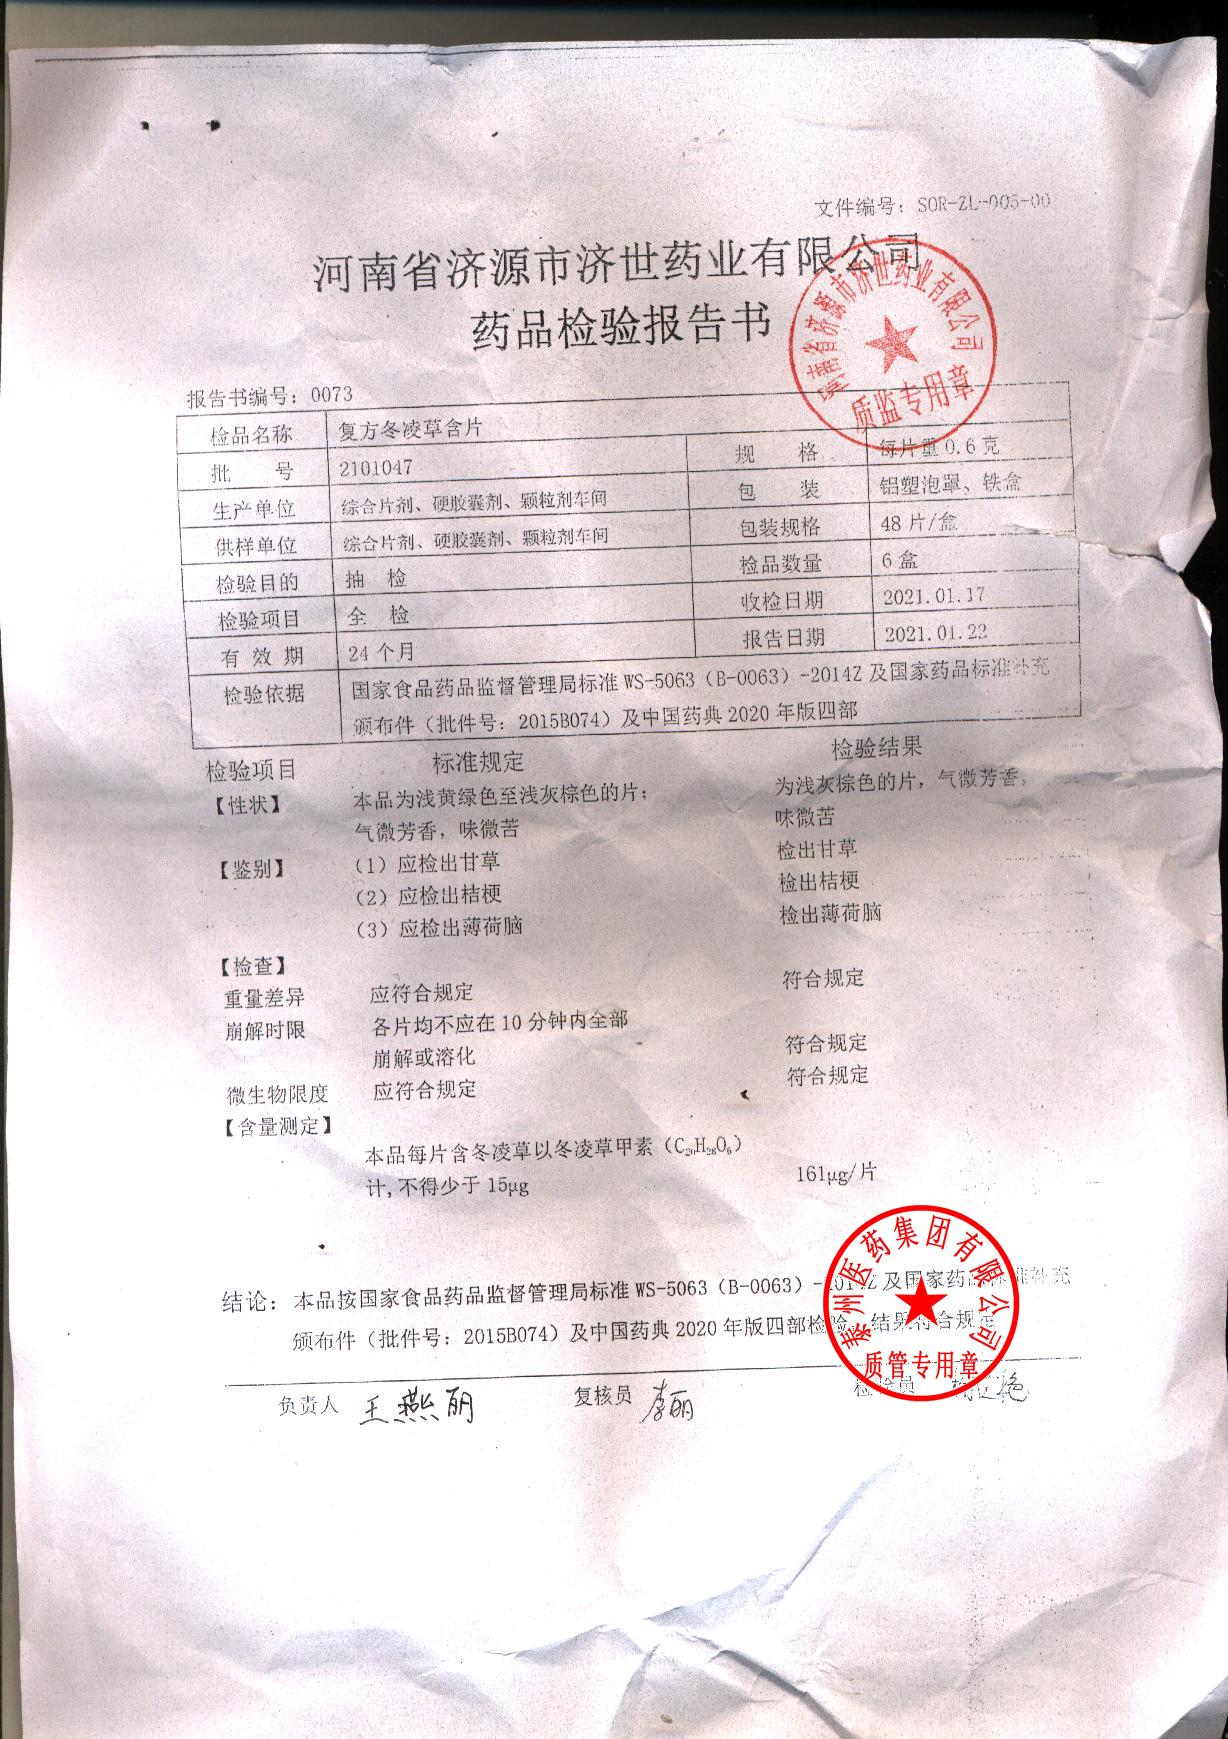 文件编号：SOR-ZL-005-00
河南省济源市济世药业有限公司
药品检验报告书
河南省济源市济世药业有限公司
质监专用章
报告书编号：0073
检品名称 复方冬凌草含片
批 号 2101047 规 格 每片重0.6克
生产单位 综合片剂、硬胶囊剂、颗粒剂车间 包 装 铝塑泡罩、铁盒
供样单位 综合片剂、硬胶囊剂、颗粒剂车间 包装规格 48片/盒
检验目的 抽 检 检品数量 6盒
检验项目 全 检 收检日期 2021.01.17
有 效 期 24个月 报告日期 2021.01.22
检验依据 国家食品药品监督管理局标准WS-5063（B-0063）-2014Z及国家药品标准补充
颁布件（批件号：2015B074）及中国药典2020年版四部
检验项目 标准规定 检验结果
【性状】 本品为浅黄绿色至浅灰棕色的片； 为浅灰棕色的片，气微芳香，
气微芳香，味微苦 味微苦
【鉴别】 （1）应检出甘草 检出甘草
（2）应检出桔梗 检出桔梗
（3）应检出薄荷脑 检出薄荷脑
【检查】
重量差异 应符合规定 符合规定
崩解时限 各片均不应在10分钟内全部
崩解或溶化 符合规定
微生物限度 应符合规定 符合规定
【含量测定】
本品每片含冬凌草以冬凌草甲素（C₂₀H₂₈O₆）
计,不得少于15μg 161μg/片
结论：本品按国家食品药品监督管理局标准WS-5063（B-0063）-2014Z及国家药品标准补充
颁布件（批件号：2015B074）及中国药典2020年版四部检验，结果符合规定
泰州医药集团有限公司
质管专用章
负责人 王燕丽 复核员 李丽 检验员